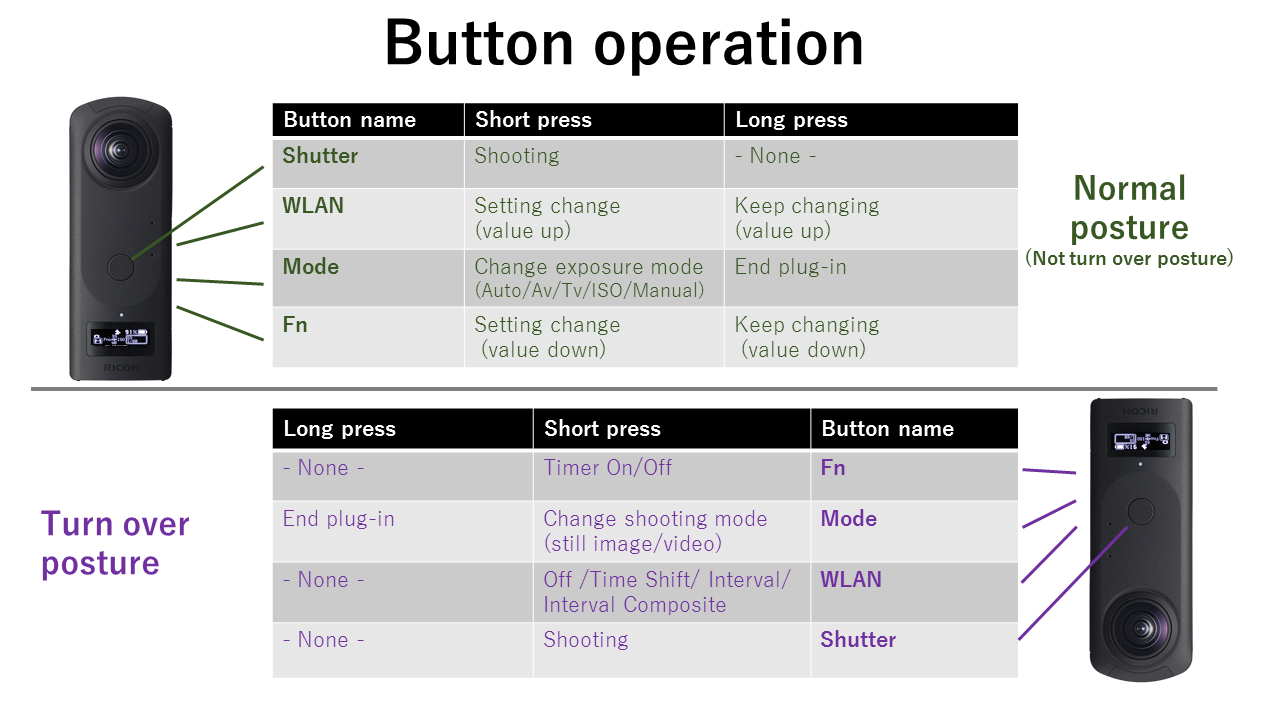 Button operation
Button name Short press Long press
Shutter Shooting - None -
WLAN Setting change Keep changing
(value up) (value up)
Mode Change exposure mode End plug-in
(Auto/Av/Tv/ISO/Manual)
Fn Setting change Keep changing
(value down) (value down)
Normal
posture
(Not turn over posture)
RICOH
Long press Short press Button name
- None - Timer On/Off Fn
End plug-in Change shooting mode Mode
(still image/video)
- None - Off /Time Shift/ Interval/ WLAN
Interval Composite
- None - Shooting Shutter
Turn over
posture
RICOH